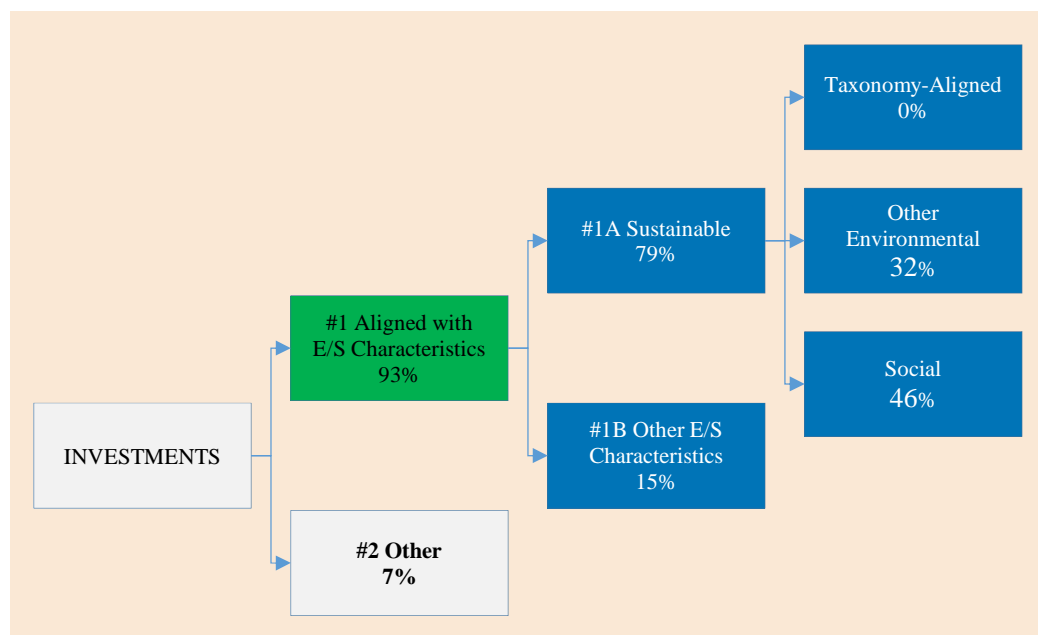 INVESTMENTS
#1 Aligned with
E/S Characteristics
93%
#2 Other
7%
#1A Sustainable
79%
#1B Other E/S
Characteristics
15%
Taxonomy-Aligned
0%
Other
Environmental
32%
Social
46%